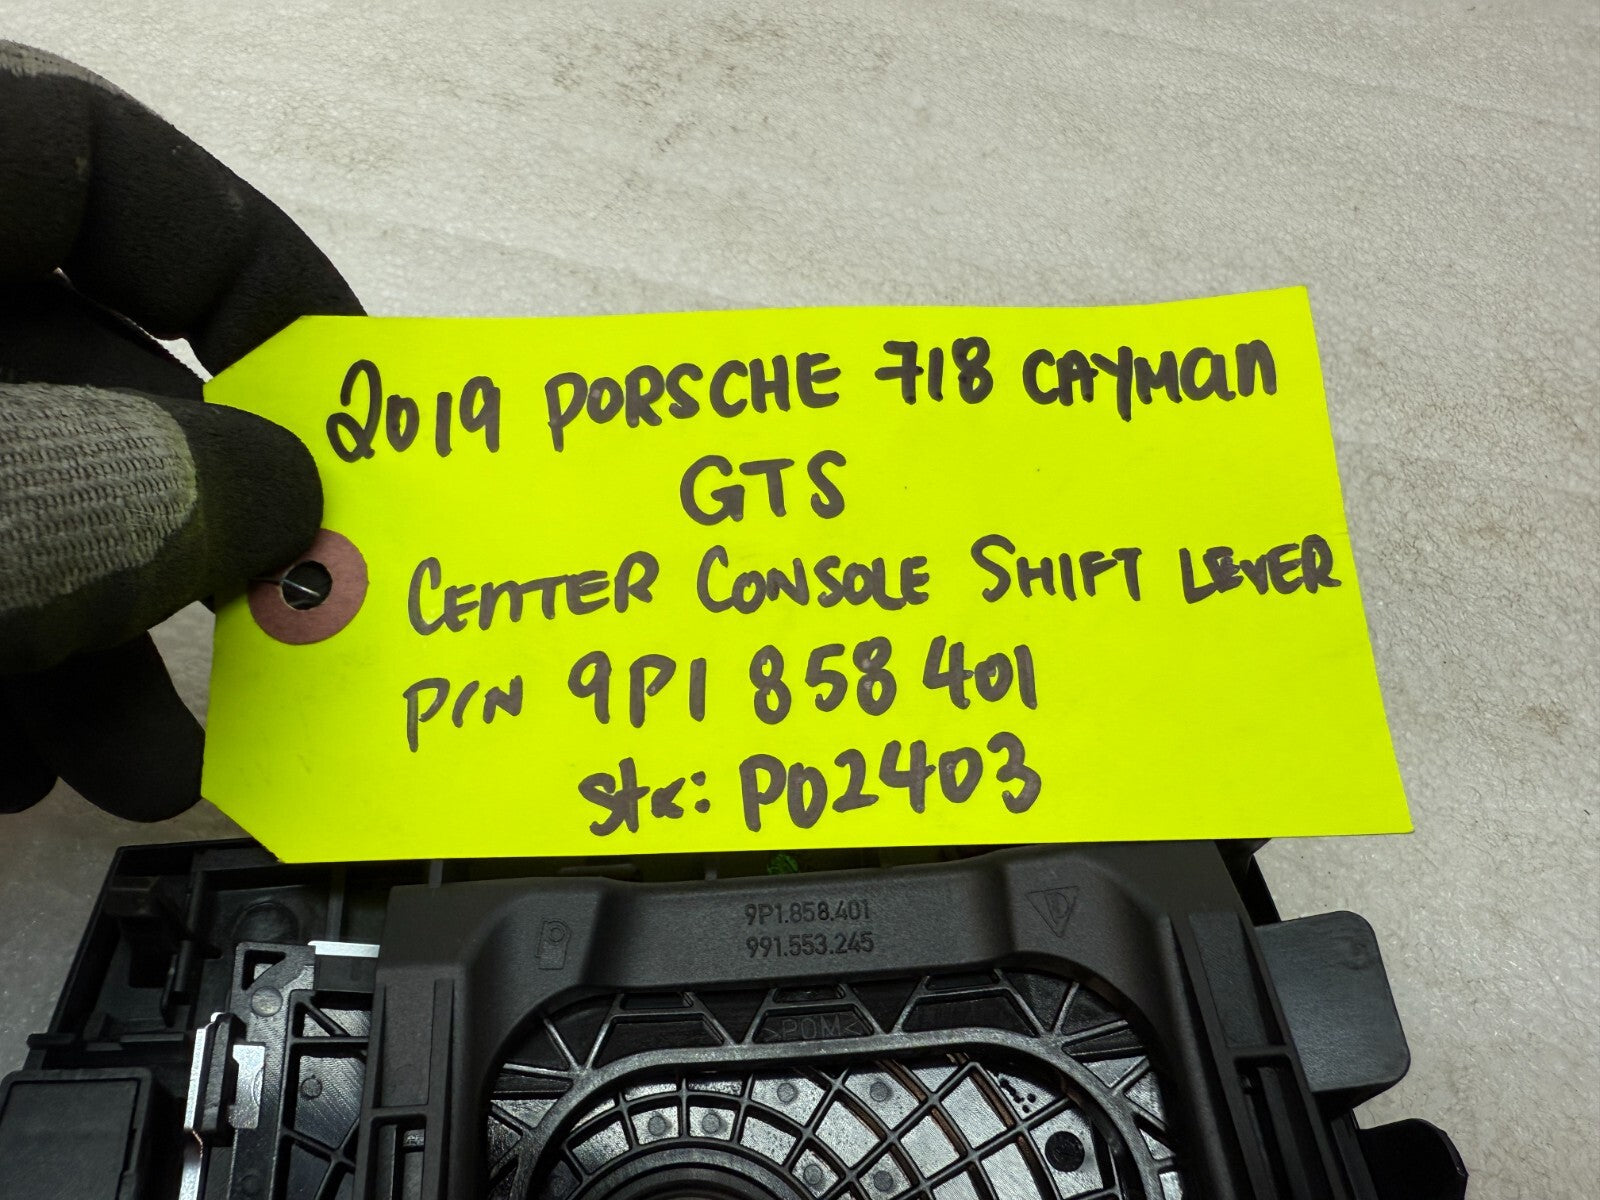 2019 PORSCHE 718 CAYMAN
GTS
CENTER CONSOLE SHIFT LEVER
P/N 9P1 858 401
Stk: P02403
9P1.858.401
991.553.245
>POM<